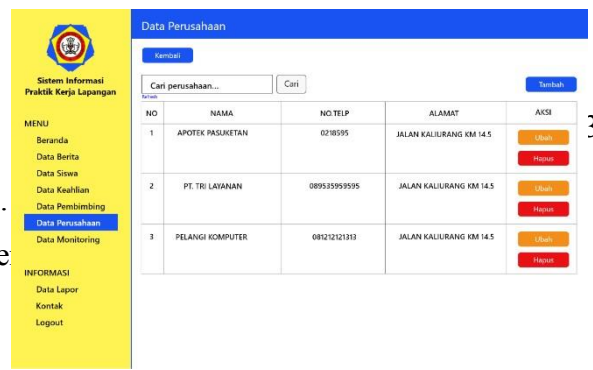 Data Perusahaan
Kembali
Sistem Informasi
Praktik Kerja Lapangan
Cari perusahaan... Cari Tambah
Refresh
NO NAMA NO.TELP ALAMAT AKSI
1 APOTEK PASUKETAN 0218595 JALAN KALIURANG KM 14.5 Ubah
Hapus
2 PT. TRI LAYANAN 089535959595 JALAN KALIURANG KM 14.5 Ubah
Hapus
3 PELANGI KOMPUTER 081212121313 JALAN KALIURANG KM 14.5 Ubah
Hapus
MENU
Beranda
Data Berita
Data Siswa
Data Keahlian
Data Pembimbing
Data Perusahaan
Data Monitoring
INFORMASI
Data Lapor
Kontak
Logout